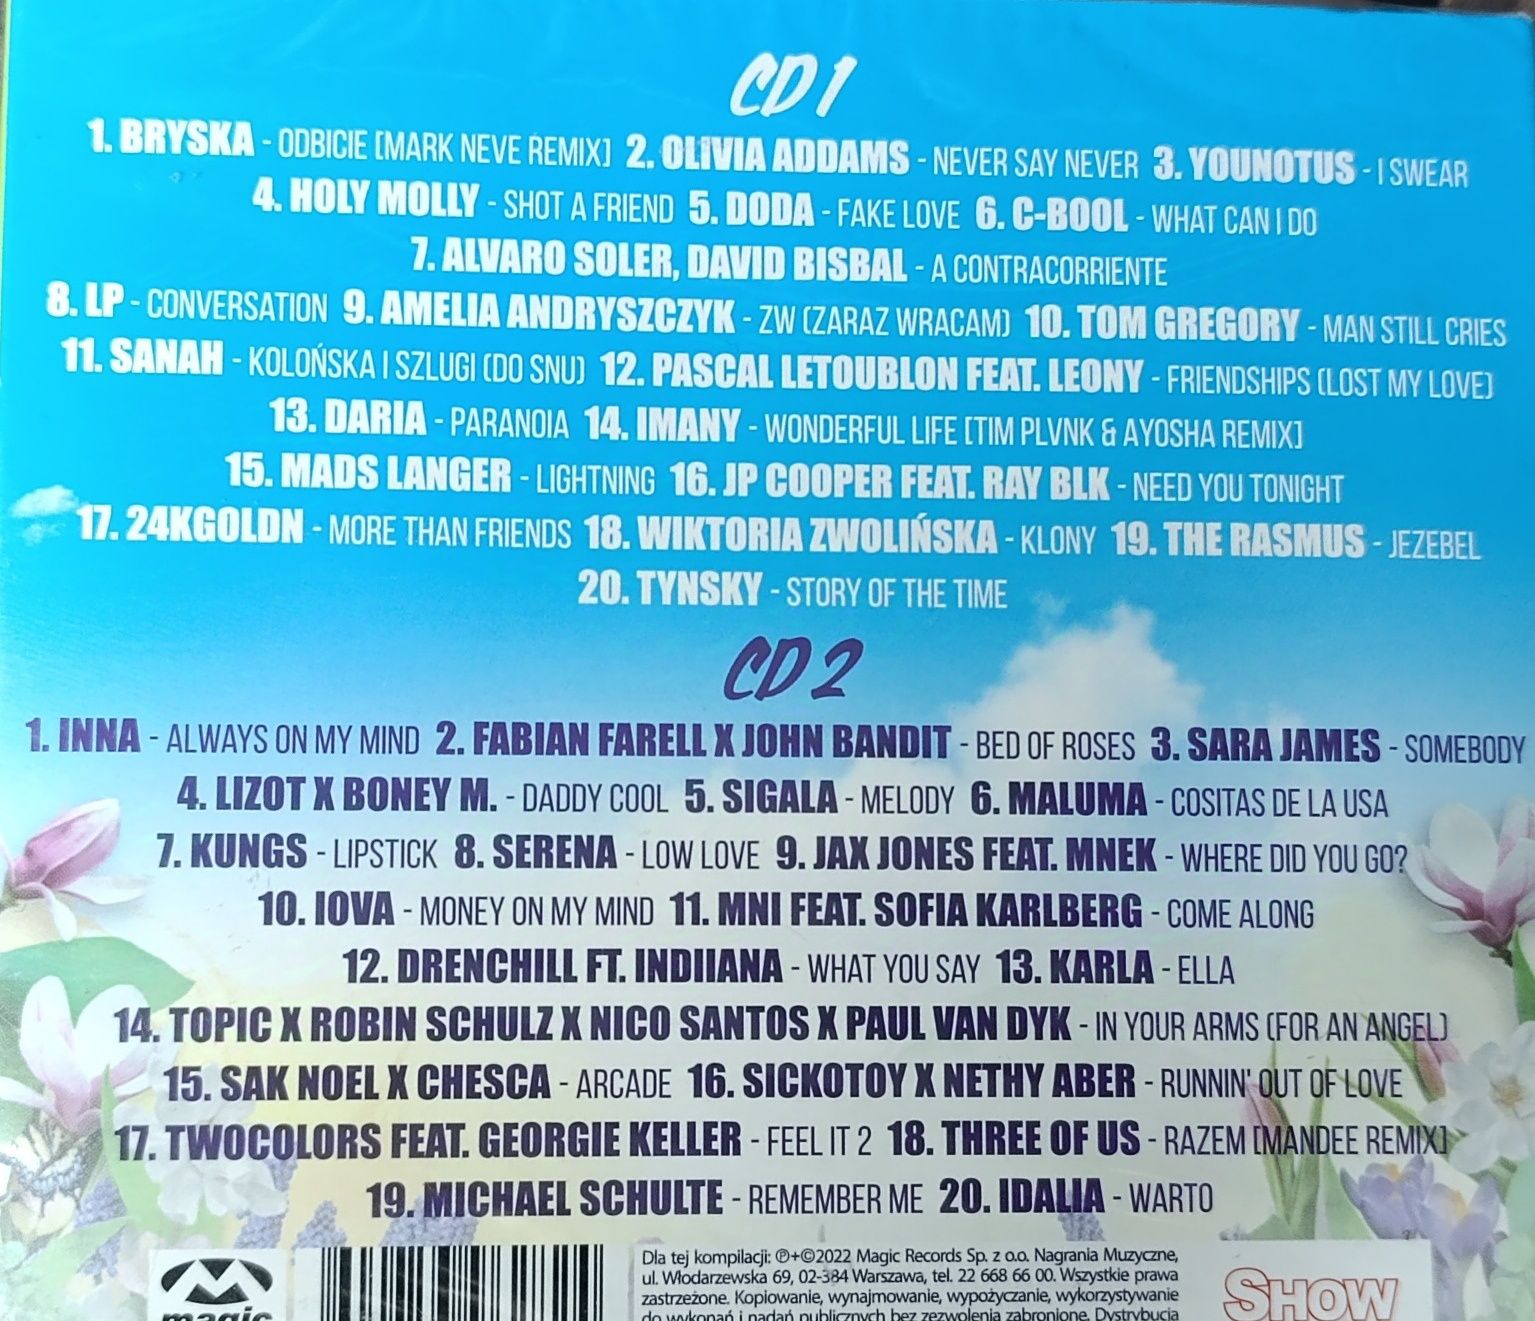 CD 1
1. BRYSKA - ODBICIE [MARK NEVE REMIX] 2. OLIVIA ADDAMS - NEVER SAY NEVER 3. YOUNOTUS - I SWEAR
4. HOLY MOLLY - SHOT A FRIEND 5. DODA - FAKE LOVE 6. C-BOOL - WHAT CAN I DO
7. ALVARO SOLER, DAVID BISBAL - A CONTRACORRIENTE
8. LP - CONVERSATION 9. AMELIA ANDRYSZCZYK - ZW (ZARAZ WRACAM) 10. TOM GREGORY - MAN STILL CRIES
11. SANAH - KOLOŃSKA I SZLUGI (DO SNU) 12. PASCAL LETOUBLON FEAT. LEONY - FRIENDSHIPS (LOST MY LOVE)
13. DARIA - PARANOIA 14. IMANY - WONDERFUL LIFE [TIM PLVNK & AYOSHA REMIX]
15. MADS LANGER - LIGHTNING 16. JP COOPER FEAT. RAY BLK - NEED YOU TONIGHT
17. 24KGOLDN - MORE THAN FRIENDS 18. WIKTORIA ZWOLIŃSKA - KLONY 19. THE RASMUS - JEZEBEL
20. TYNSKY - STORY OF THE TIME
CD 2
1. INNA - ALWAYS ON MY MIND 2. FABIAN FARELL X JOHN BANDIT - BED OF ROSES 3. SARA JAMES - SOMEBODY
4. LIZOT X BONEY M. - DADDY COOL 5. SIGALA - MELODY 6. MALUMA - COSITAS DE LA USA
7. KUNGS - LIPSTICK 8. SERENA - LOW LOVE 9. JAX JONES FEAT. MNEK - WHERE DID YOU GO?
10. IOVA - MONEY ON MY MIND 11. MNI FEAT. SOFIA KARLBERG - COME ALONG
12. DRENCHILL FT. INDIIANA - WHAT YOU SAY 13. KARLA - ELLA
14. TOPIC X ROBIN SCHULZ X NICO SANTOS X PAUL VAN DYK - IN YOUR ARMS (FOR AN ANGEL)
15. SAK NOEL X CHESCA - ARCADE 16. SICKOTOY X NETHY ABER - RUNNIN' OUT OF LOVE
17. TWOCOLORS FEAT. GEORGIE KELLER - FEEL IT 2 18. THREE OF US - RAZEM [MANDEE REMIX]
19. MICHAEL SCHULTE - REMEMBER ME 20. IDALIA - WARTO
magic
Dla tej kompilacji: ℗+©2022 Magic Records Sp. z o.o. Nagrania Muzyczne,
ul. Włodarzewska 69, 02-384 Warszawa, tel. 22 668 66 00. Wszystkie prawa
zastrzeżone. Kopiowanie, wynajmowanie, wypożyczanie, wykorzystywanie
do wykonań i nadań publicznych bez zezwolenia zabronione. Dystrybucja
SHOW